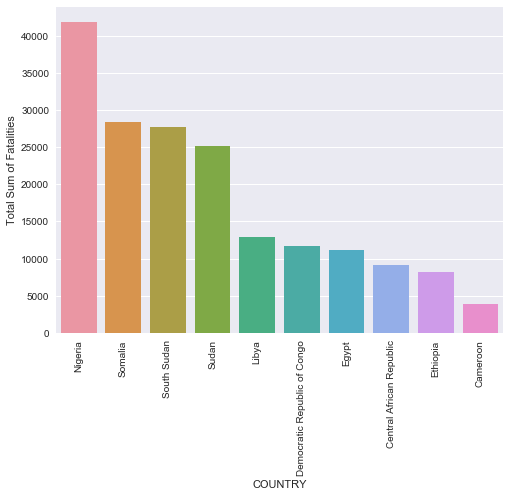 40000
35000
30000
25000
20000
15000
10000
5000
0
Total Sum of Fatalities
Nigeria
Somalia
South Sudan
Sudan
Libya
Democratic Republic of Congo
Egypt
Central African Republic
Ethiopia
Cameroon
COUNTRY